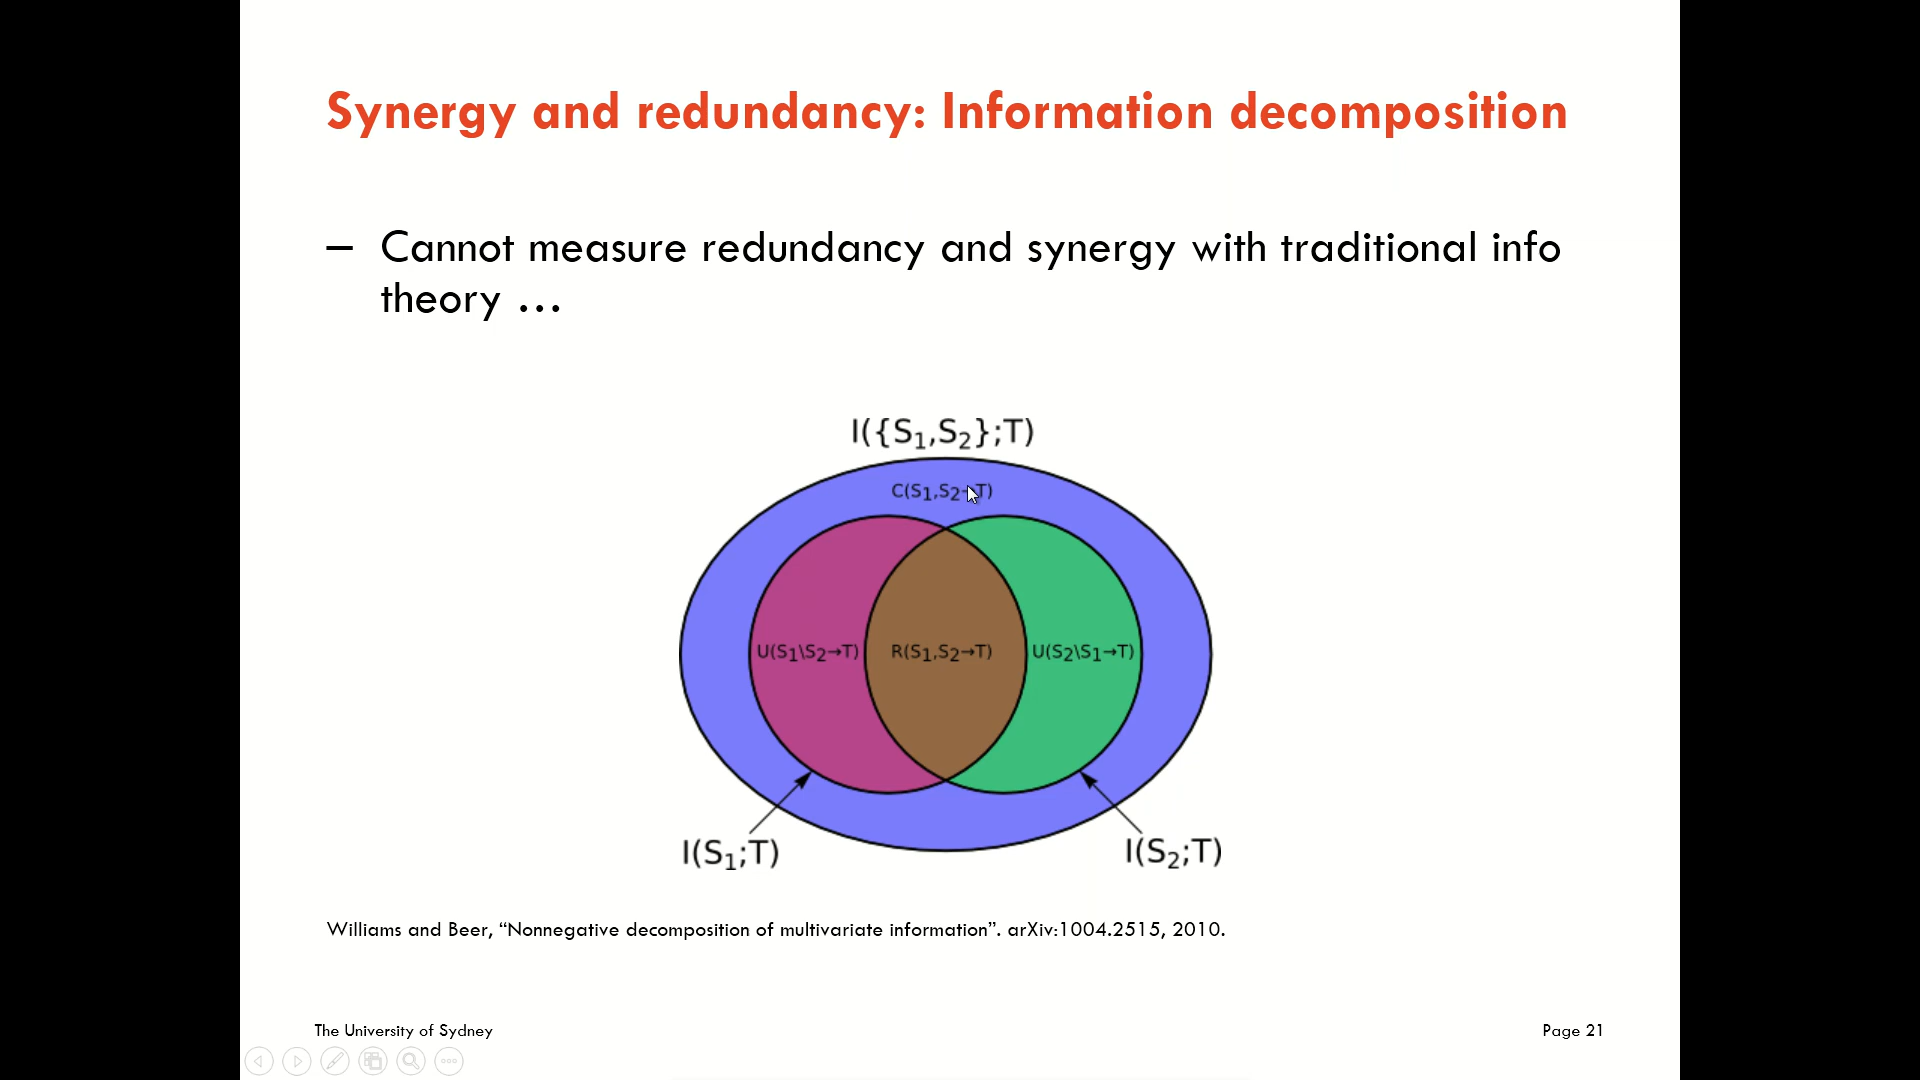 Synergy and redundancy: Information decomposition
– Cannot measure redundancy and synergy with traditional info
theory …
I({S₁,S₂};T)
C(S₁,S₂→T)
U(S₁\S₂→T) R(S₁,S₂→T) U(S₂\S₁→T)
I(S₁;T) I(S₂;T)
Williams and Beer, “Nonnegative decomposition of multivariate information”. arXiv:1004.2515, 2010.
The University of Sydney Page 21